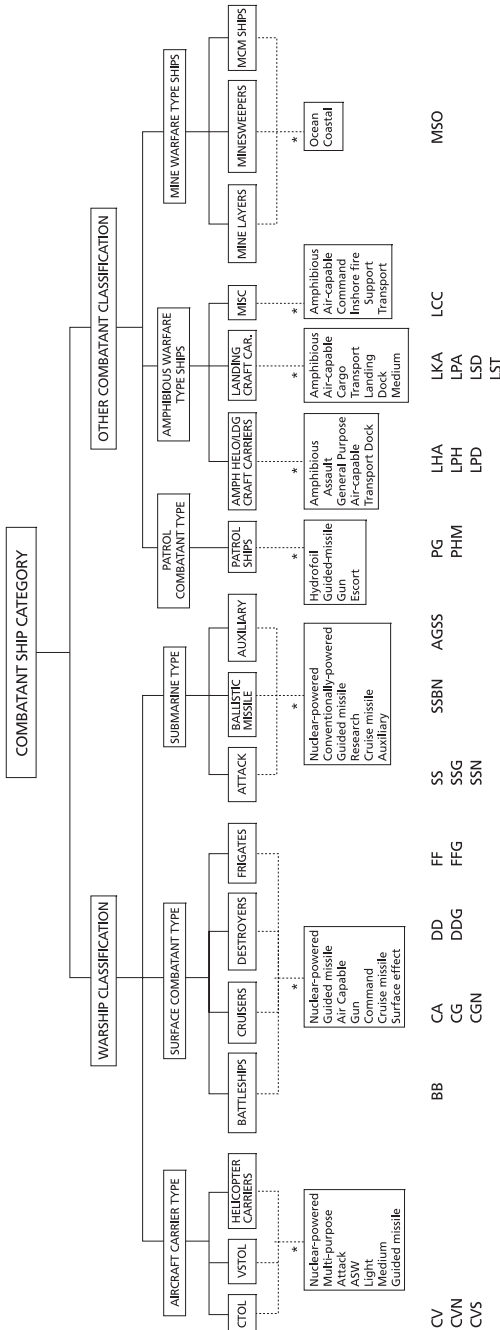 COMBATANT SHIP CATEGORY
WARSHIP CLASSIFICATION
OTHER COMBATANT CLASSIFICATION
AIRCRAFT CARRIER TYPE
SURFACE COMBATANT TYPE
SUBMARINE TYPE
PATROL
COMBATANT TYPE
AMPHIBIOUS WARFARE
TYPE SHIPS
MINE WARFARE TYPE SHIPS
CTOL
VSTOL
HELICOPTER
CARRIERS
BATTLESHIPS
CRUISERS
DESTROYERS
FRIGATES
ATTACK
BALLISTIC
MISSILE
AUXILIARY
PATROL
SHIPS
AMPH HELO/LDG
CRAFT CARRIERS
LANDING
CRAFT CAR.
MISC
MINE LAYERS
MINESWEEPERS
MCM SHIPS
*
Nuclear-powered
Multi-purpose
Attack
ASW
Light
Medium
Guided missile
*
Nuclear-powered
Guided missile
Air Capable
Gun
Command
Cruise missile
Surface effect
*
Nuclear-powered
Conventionally-powered
Guided missile
Research
Cruise missile
Auxiliary
*
Hydrofoil
Guided-missile
Gun
Escort
*
Amphibious
Assault
General Purpose
Air-capable
Transport Dock
*
Amphibious
Air-capable
Cargo
Transport
Landing
Dock
Medium
*
Amphibious
Air-capable
Command
Inshore fire
Support
Transport
*
Ocean
Coastal
CV
CVN
CVS
BB
CA
CG
CGN
DD
DDG
FF
FFG
SS
SSG
SSN
SSBN
AGSS
PG
PHM
LHA
LPH
LPD
LKA
LPA
LSD
LST
LCC
MSO